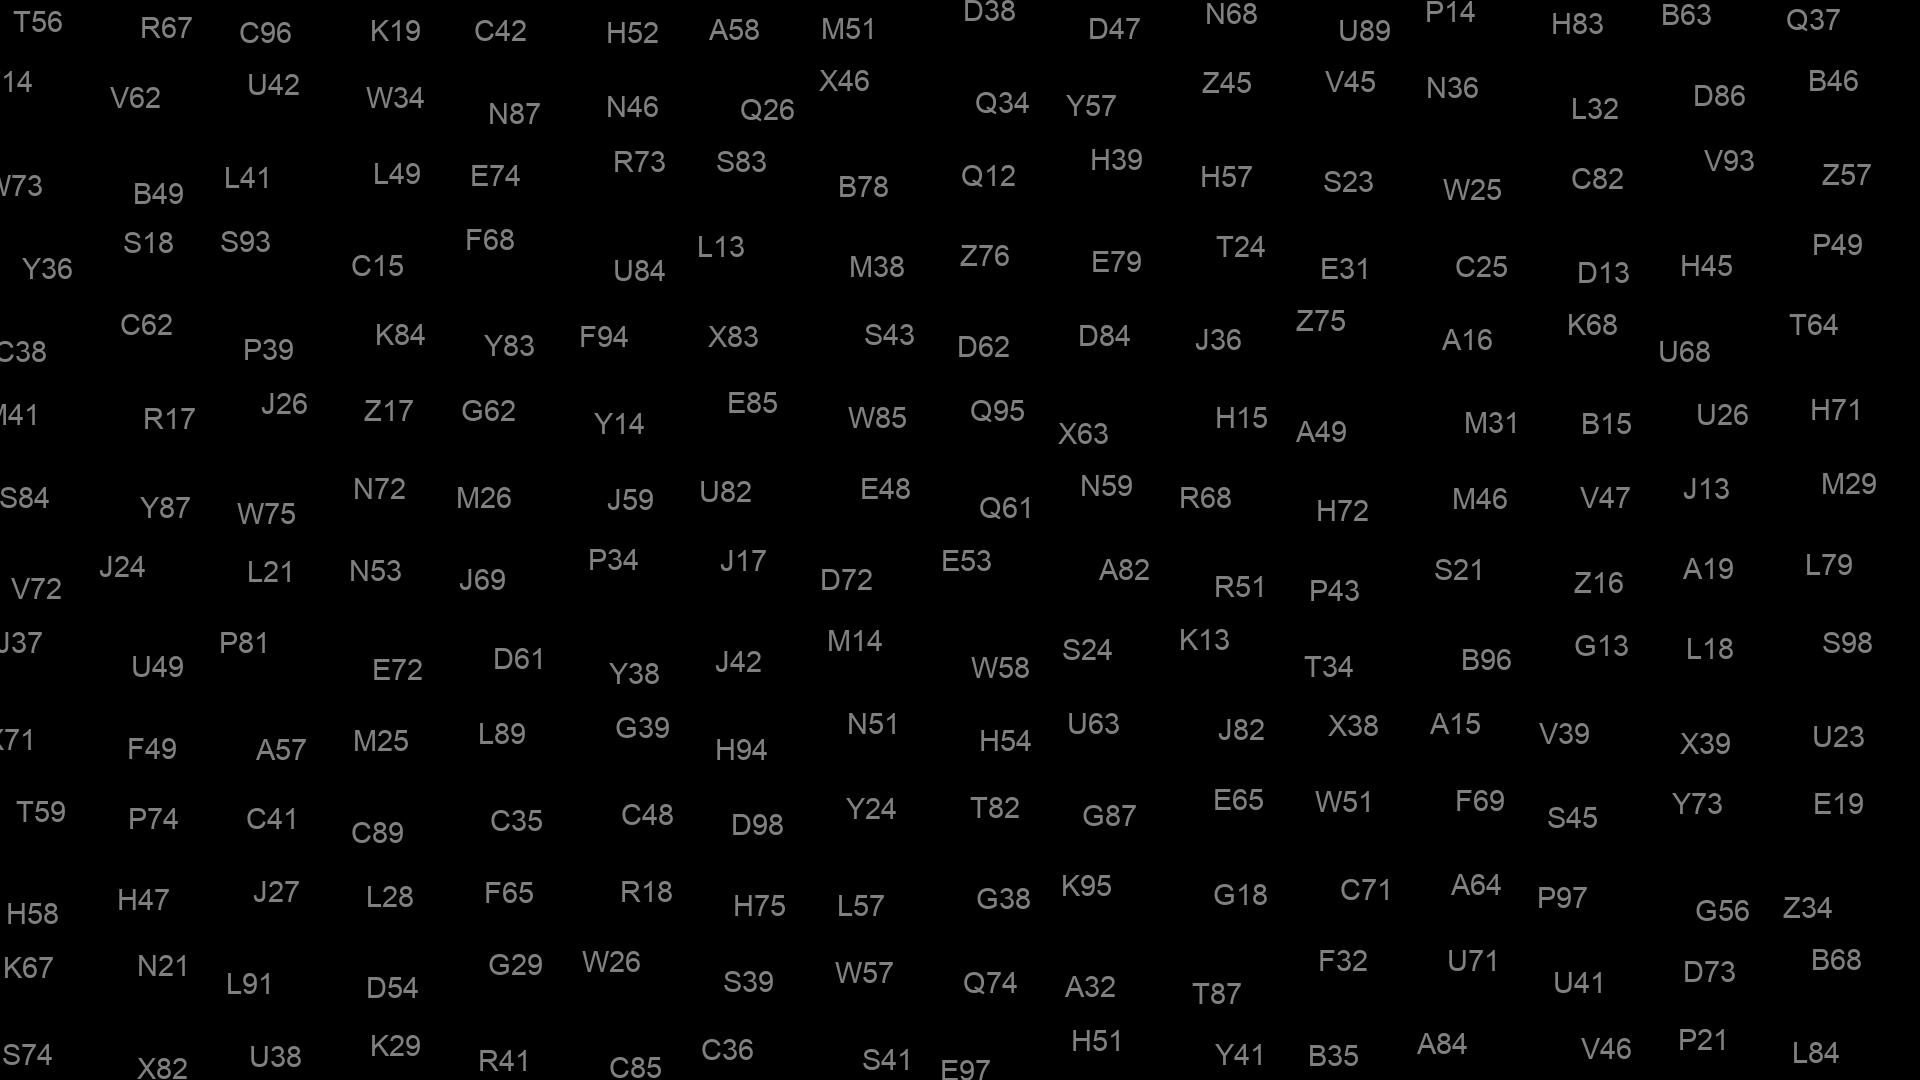 T56 R67 C96 K19 C42 H52 A58 M51 D38 D47 N68 U89 P14 H83 B63 Q37
14 V62 U42 W34 N87 N46 Q26 X46 Q34 Y57 Z45 V45 N36 L32 D86 B46
W73 B49 L41 L49 E74 R73 S83 B78 Q12 H39 H57 S23 W25 C82 V93 Z57
Y36 S18 S93 C15 F68 U84 L13 M38 Z76 E79 T24 E31 C25 D13 H45 P49
C38 C62 P39 K84 Y83 F94 X83 S43 D62 D84 J36 Z75 A16 K68 U68 T64
M41 R17 J26 Z17 G62 Y14 E85 W85 Q95 X63 H15 A49 M31 B15 U26 H71
S84 Y87 W75 N72 M26 J59 U82 E48 Q61 N59 R68 H72 M46 V47 J13 M29
V72 J24 L21 N53 J69 P34 J17 D72 E53 A82 R51 P43 S21 Z16 A19 L79
J37 U49 P81 E72 D61 Y38 J42 M14 W58 S24 K13 T34 B96 G13 L18 S98
71 F49 A57 M25 L89 G39 H94 N51 H54 U63 J82 X38 A15 V39 X39 U23
T59 P74 C41 C89 C35 C48 D98 Y24 T82 G87 E65 W51 F69 S45 Y73 E19
H58 H47 J27 L28 F65 R18 H75 L57 G38 K95 G18 C71 A64 P97 G56 Z34
K67 N21 L91 D54 G29 W26 S39 W57 Q74 A32 T87 F32 U71 U41 D73 B68
S74 X82 U38 K29 R41 C85 C36 S41 E97 H51 Y41 B35 A84 V46 P21 L84